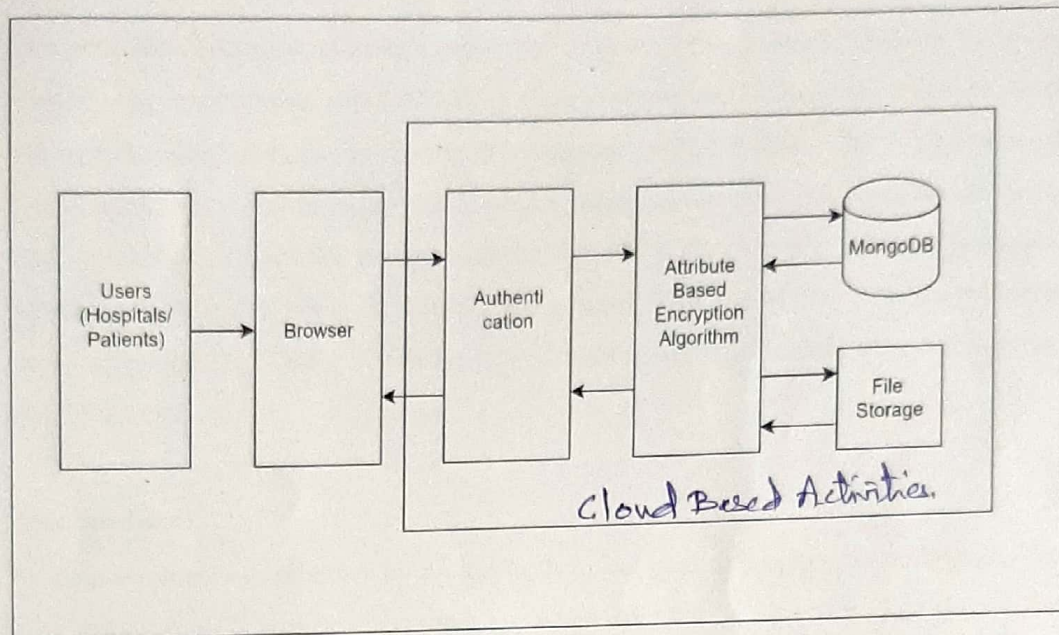 Users
(Hospitals/
Patients)
Browser
Authenti
cation
Attribute
Based
Encryption
Algorithm
MongoDB
File
Storage
Cloud Based Activities.